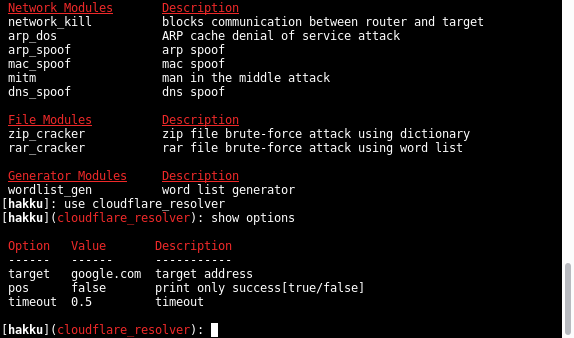 Network Modules Description
network_kill blocks communication between router and target
arp_dos ARP cache denial of service attack
arp_spoof arp spoof
mac_spoof mac spoof
mitm man in the middle attack
dns_spoof dns spoof
File Modules Description
zip_cracker zip file brute-force attack using dictionary
rar_cracker rar file brute-force attack using word list
Generator Modules Description
wordlist_gen word list generator
[hakku]: use cloudflare_resolver
[hakku](cloudflare_resolver): show options
Option Value Description
------ ------ -----------
target google.com target address
pos false print only success[true/false]
timeout 0.5 timeout
[hakku](cloudflare_resolver):